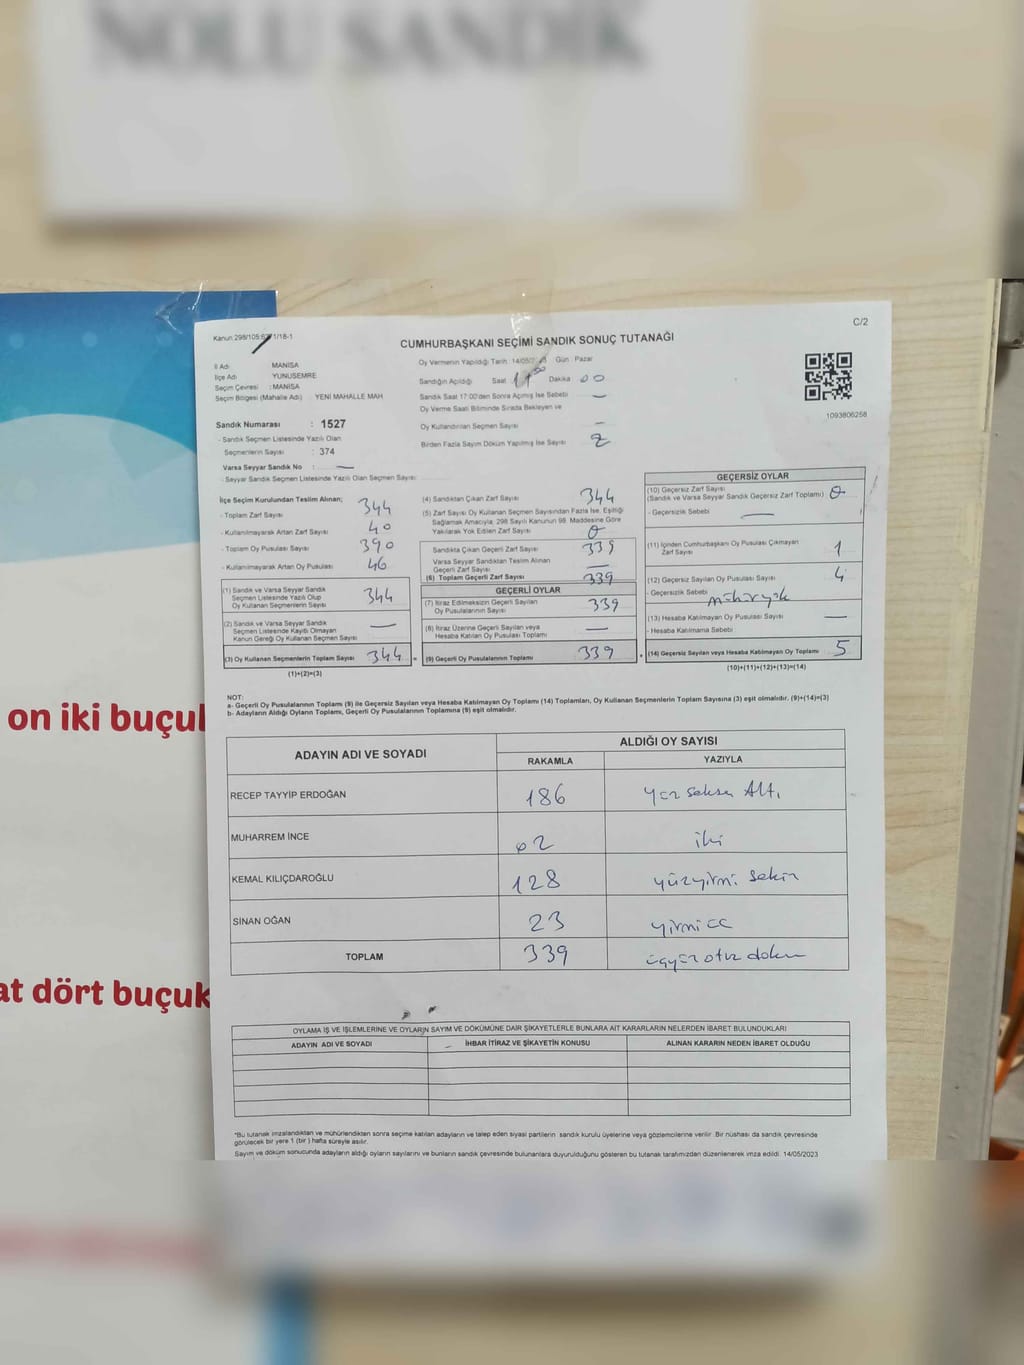 NOLU SANDIK
C/2
CUMHURBAŞKANI SEÇİMİ SANDIK SONUÇ TUTANAĞI
İl Adı MANİSA
İlçe Adı YUNUSEMRE
Seçim Çevresi : MANİSA
Seçim Bölgesi (Mahalle Adı) : YENİ MAHALLE MAH
Sandık Numarası : 1527
- Sandık Seçmen Listesinde Yazılı Olan
Seçmenlerin Sayısı : 374
Varsa Seyyar Sandık No : —
- Seyyar Sandık Seçmen Listesinde Yazılı Olan Seçmen Sayısı
Oy Vermenin Yapıldığı Tarih : Gün : Pazar
Sandığın Açıldığı Saat Dakika 00
Sandık Saat 17:00'den Sonra Açılmış İse Sebebi —
Oy Verme Saati Bitiminde Sırada Bekleyen ve
Oy Kullandırılan Seçmen Sayısı —
Birden Fazla Sayım Döküm Yapılmış İse Sayısı 2
1093806258
İlçe Seçim Kurulundan Teslim Alınan;
- Toplam Zarf Sayısı 344
- Kullanılmayarak Artan Zarf Sayısı 40
- Toplam Oy Pusulası Sayısı 390
- Kullanılmayarak Artan Oy Pusulası 46
(1) Sandık ve Varsa Seyyar Sandık
Seçmen Listesinde Yazılı Olup
Oy Kullanan Seçmenlerin Sayısı 344
(2) Sandık ve Varsa Seyyar Sandık
Seçmen Listesinde Kaydı Olmayan
Kanun Gereği Oy Kullanan Seçmen Sayısı —
(3) Oy Kullanan Seçmenlerin Toplam Sayısı 344
(1)+(2)=(3)
(4) Sandıktan Çıkan Zarf Sayısı 344
(5) Zarf Sayısı Oy Kullanan Seçmen Sayısından Fazla İse, Eşitliği
Sağlamak Amacıyla; 298 Sayılı Kanunun 98. Maddesine Göre
Yakılarak Yok Edilen Zarf Sayısı 0
Sandıkta Çıkan Geçerli Zarf Sayısı 339
Varsa Seyyar Sandıktan Teslim Alınan
Geçerli Zarf Sayısı —
(6) Toplam Geçerli Zarf Sayısı 339
GEÇERLİ OYLAR
(7) İtiraz Edilmeksizin Geçerli Sayılan
Oy Pusulalarının Sayısı 339
(8) İtiraz Üzerine Geçerli Sayılan veya
Hesaba Katılan Oy Pusulası Toplamı —
(9) Geçerli Oy Pusulalarının Toplamı 339
GEÇERSİZ OYLAR
(10) Geçersiz Zarf Sayısı
(Sandık ve Varsa Seyyar Sandık Geçersiz Zarf Toplamı) 0
- Geçersizlik Sebebi —
(11) İçinden Cumhurbaşkanı Oy Pusulası Çıkmayan
Zarf Sayısı 1
(12) Geçersiz Sayılan Oy Pusulası Sayısı 4
- Geçersizlik Sebebi mühüryok
(13) Hesaba Katılmayan Oy Pusulası Sayısı —
- Hesaba Katılmama Sebebi
(14) Geçersiz Sayılan veya Hesaba Katılmayan Oy Toplamı 5
(10)+(11)+(12)+(13)=(14)
NOT:
a- Geçerli Oy Pusulalarının Toplam (9) ile Geçersiz Sayılan veya Hesaba Katılmayan Oy Toplamı (14) Toplamları, Oy Kullanan Seçmenlerin Toplam Sayısına (3) eşit olmalıdır. (9)+(14)=(3)
b- Adayların Aldığı Oyların Toplamı, Geçerli Oy Pusulalarının Toplamına (9) eşit olmalıdır.
ADAYIN ADI VE SOYADI ALDIĞI OY SAYISI
RAKAMLA YAZIYLA
RECEP TAYYİP ERDOĞAN 186 yüz seksen Altı
MUHARREM İNCE 02 iki
KEMAL KILIÇDAROĞLU 128 yüzyirmi sekiz
SİNAN OĞAN 23 yirmi
TOPLAM 339 üçyüz otuz dokuz
OYLAMA İŞ VE İŞLEMLERİNE VE OYLARIN SAYIM VE DÖKÜMÜNE DAİR ŞİKAYETLERLE BUNLARA AİT KARARLARIN NELERDEN İBARET BULUNDUKLARI
ADAYIN ADI VE SOYADI İHBAR İTİRAZ VE ŞİKAYETİN KONUSU ALINAN KARARIN NEDEN İBARET OLDUĞU
*Bu tutanak imzalandıktan ve mühürlendikten sonra seçime katılan adayların ve talep eden siyasi partilerin sandık kurulu üyelerine veya gözlemcilerine verilir. Bir nüshası da sandık çevresinde
görülecek bir yere 1 (bir) hafta süreyle asılır.
Sayım ve döküm sonucunda adayların aldığı oyların sayılarını ve bunların sandık çevresinde bulunanlara duyurulduğunu gösteren bu tutanak tarafımızdan düzenlenerek imza edildi. 14/05/2023
on iki buçu
at dört buçuk